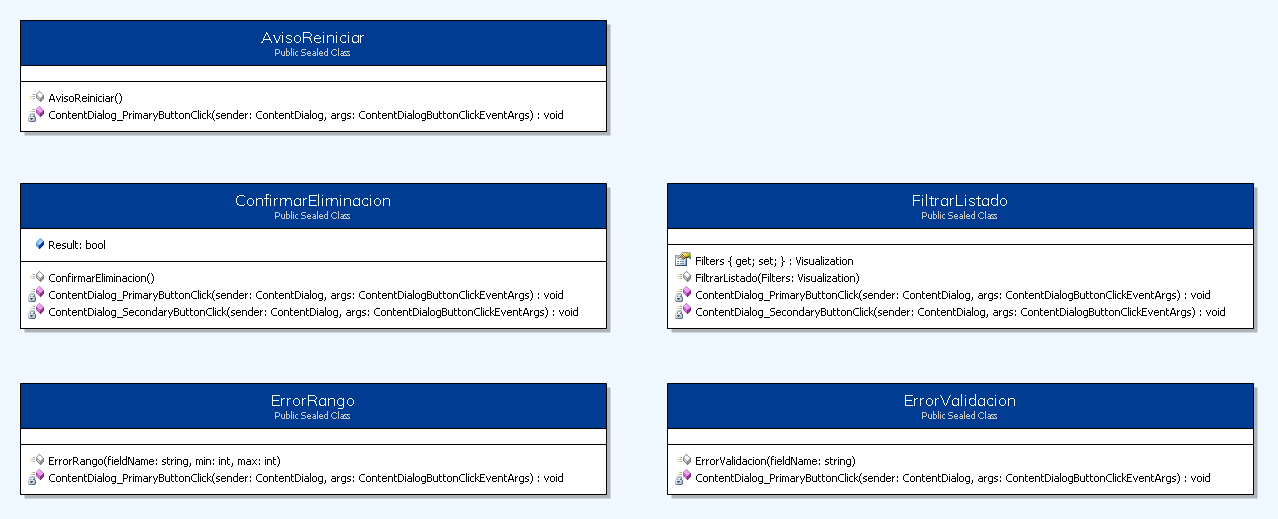 AvisoReiniciar
Public Sealed Class
AvisoReiniciar()
ContentDialog_PrimaryButtonClick(sender: ContentDialog, args: ContentDialogButtonClickEventArgs) : void
ConfirmarEliminacion
Public Sealed Class
Result: bool
ConfirmarEliminacion()
ContentDialog_PrimaryButtonClick(sender: ContentDialog, args: ContentDialogButtonClickEventArgs) : void
ContentDialog_SecondaryButtonClick(sender: ContentDialog, args: ContentDialogButtonClickEventArgs) : void
FiltrarListado
Public Sealed Class
Filters { get; set; } : Visualization
FiltrarListado(Filters: Visualization)
ContentDialog_PrimaryButtonClick(sender: ContentDialog, args: ContentDialogButtonClickEventArgs) : void
ContentDialog_SecondaryButtonClick(sender: ContentDialog, args: ContentDialogButtonClickEventArgs) : void
ErrorRango
Public Sealed Class
ErrorRango(fieldName: string, min: int, max: int)
ContentDialog_PrimaryButtonClick(sender: ContentDialog, args: ContentDialogButtonClickEventArgs) : void
ErrorValidacion
Public Sealed Class
ErrorValidacion(fieldName: string)
ContentDialog_PrimaryButtonClick(sender: ContentDialog, args: ContentDialogButtonClickEventArgs) : void